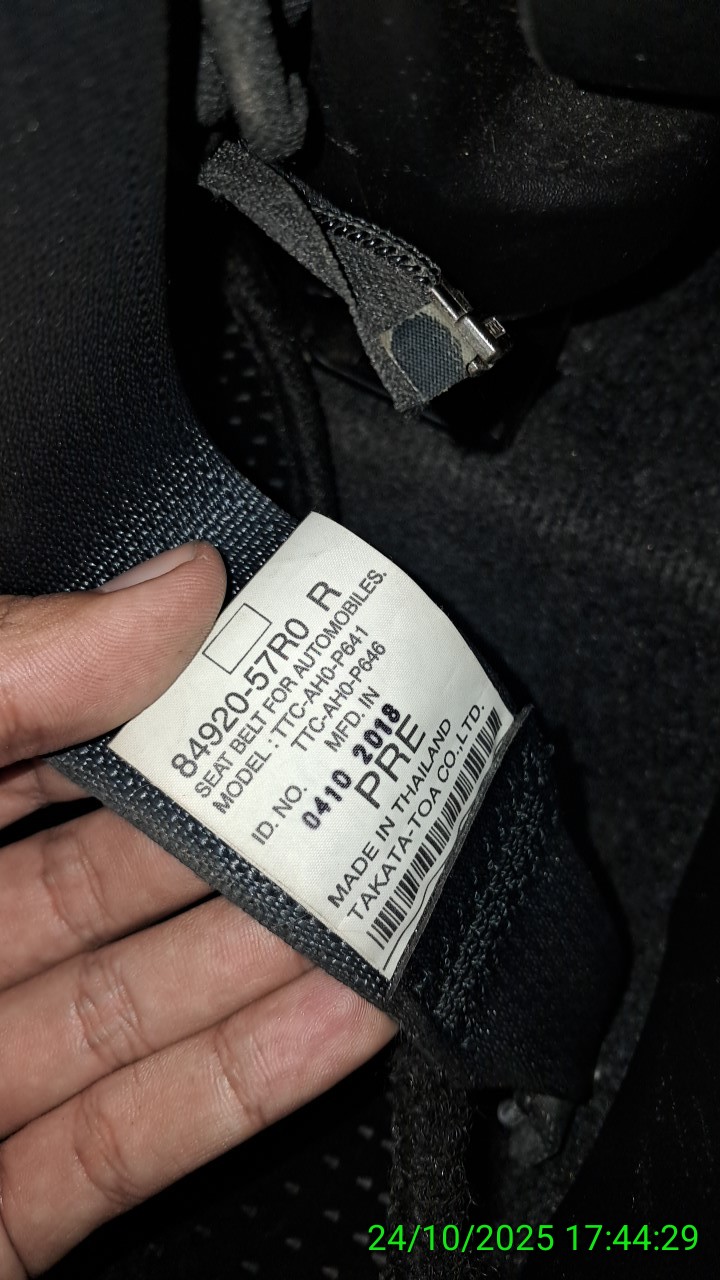 84920-57R0 R
SEAT BELT FOR AUTOMOBILES.
MODEL : TTC-AH0-P641
TTC-AH0-P646
ID. NO. MFD. IN
0410 2018
PRE
MADE IN THAILAND
TAKATA-TOA CO.,LTD.
24/10/2025 17:44:29